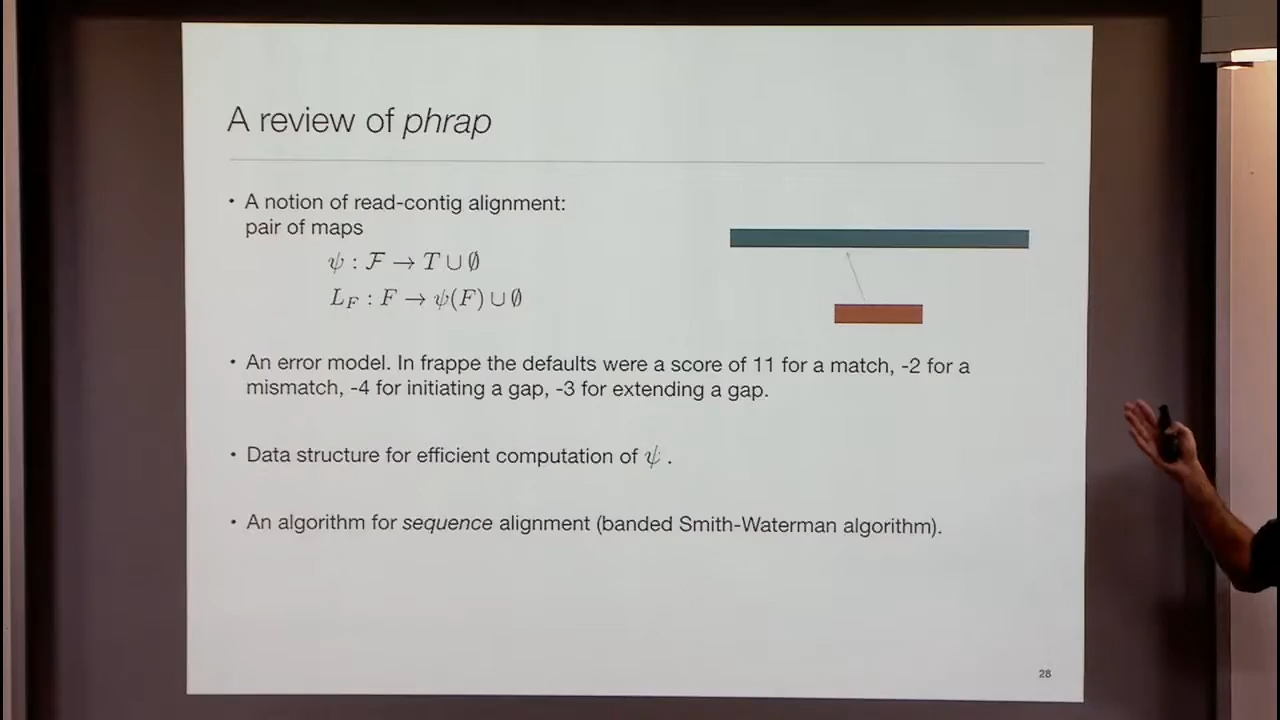 A review of phrap
• A notion of read-contig alignment:
pair of maps
ψ : ℱ → T ∪ ∅
L_F : F → ψ(F) ∪ ∅
• An error model. In frappe the defaults were a score of 11 for a match, -2 for a
mismatch, -4 for initiating a gap, -3 for extending a gap.
• Data structure for efficient computation of ψ .
• An algorithm for sequence alignment (banded Smith-Waterman algorithm).
28